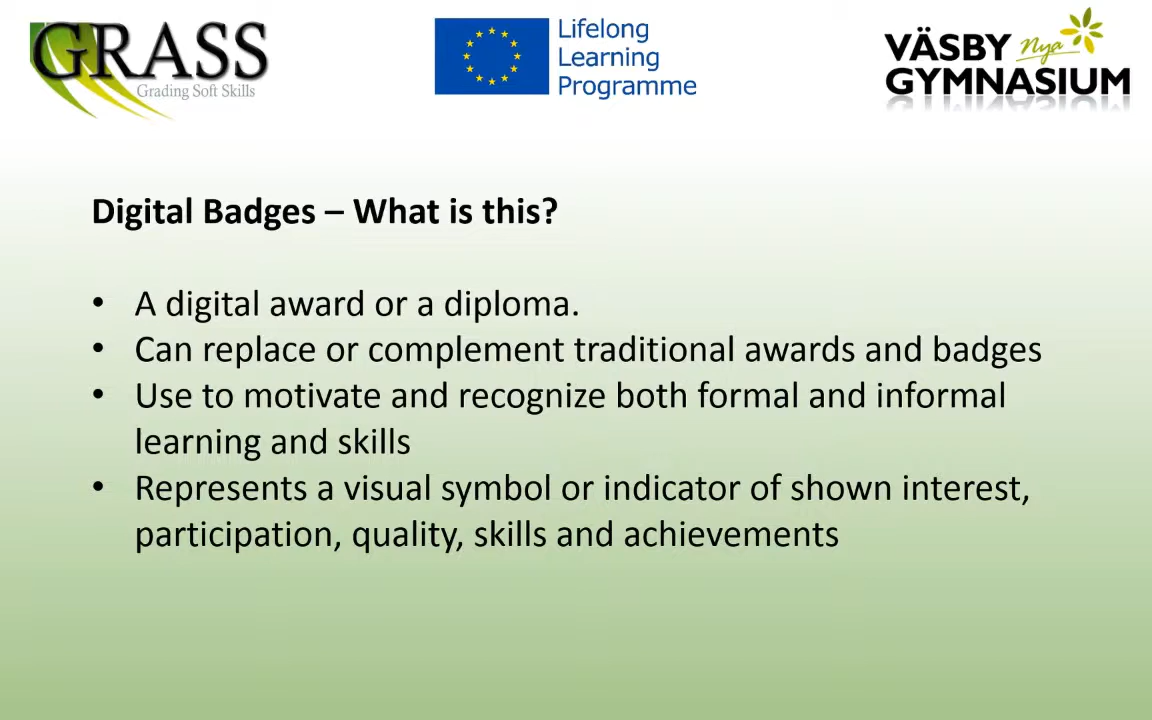 GRASS
Grading Soft Skills
Lifelong
Learning
Programme
VÄSBY Nya
GYMNASIUM
Digital Badges – What is this?
• A digital award or a diploma.
• Can replace or complement traditional awards and badges
• Use to motivate and recognize both formal and informal
learning and skills
• Represents a visual symbol or indicator of shown interest,
participation, quality, skills and achievements